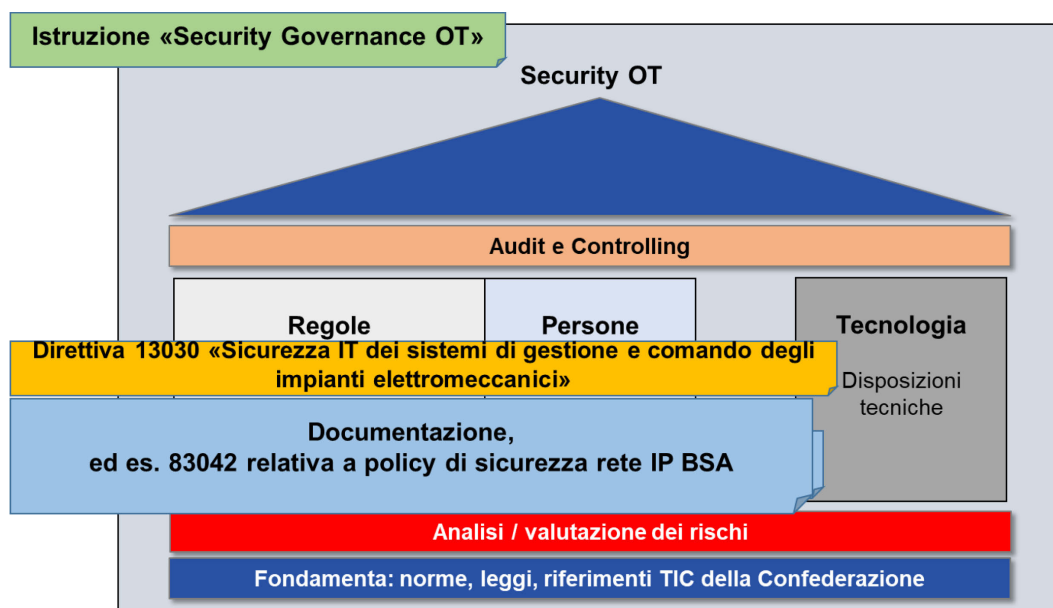 Istruzione «Security Governance OT»
Security OT
Audit e Controlling
Regole
Persone
Tecnologia
Disposizioni
tecniche
Direttiva 13030 «Sicurezza IT dei sistemi di gestione e comando degli
impianti elettromeccanici»
Documentazione,
ed es. 83042 relativa a policy di sicurezza rete IP BSA
Analisi / valutazione dei rischi
Fondamenta: norme, leggi, riferimenti TIC della Confederazione